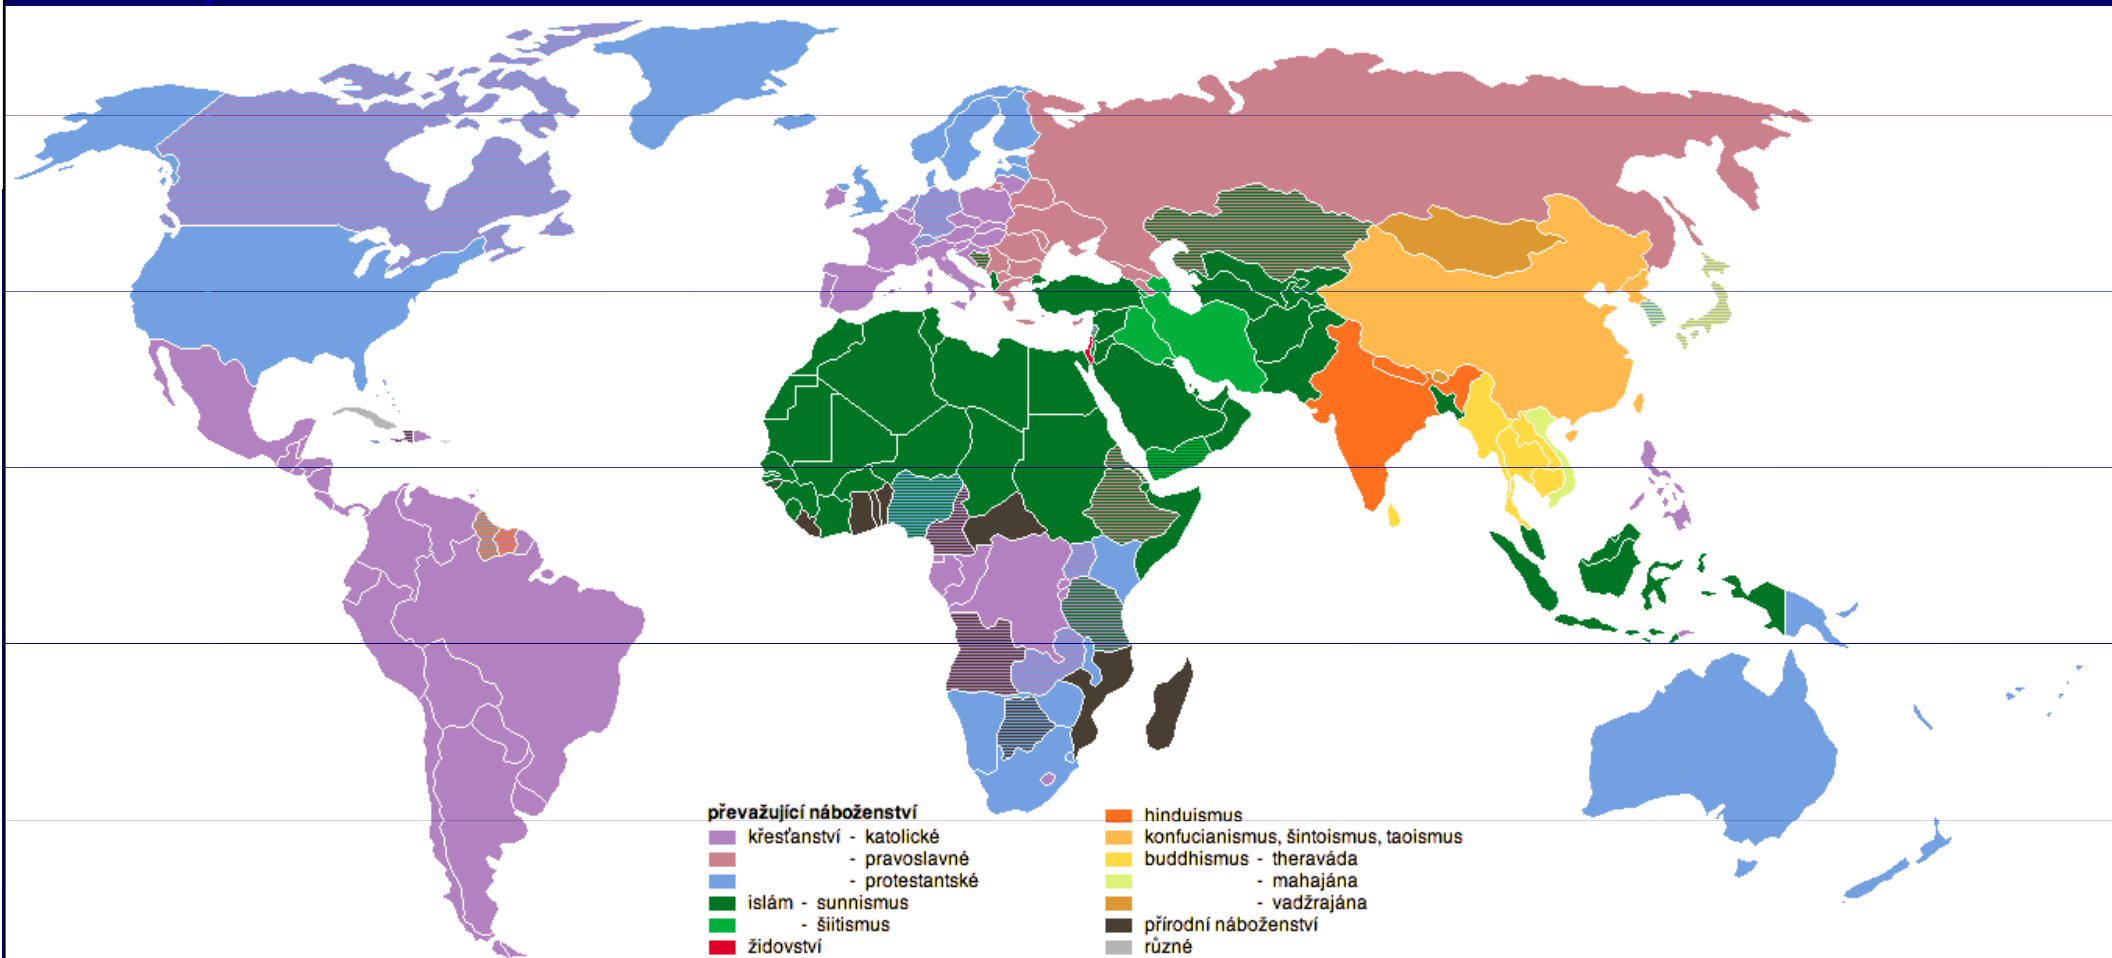 převažující náboženství
křesťanství - katolické
- pravoslavné
- protestantské
islám - sunnismus
- šiitismus
židovství
hinduismus
konfucianismus, šintoismus, taoismus
buddhismus - theraváda
- mahajána
- vadžrajána
přírodní náboženství
různé